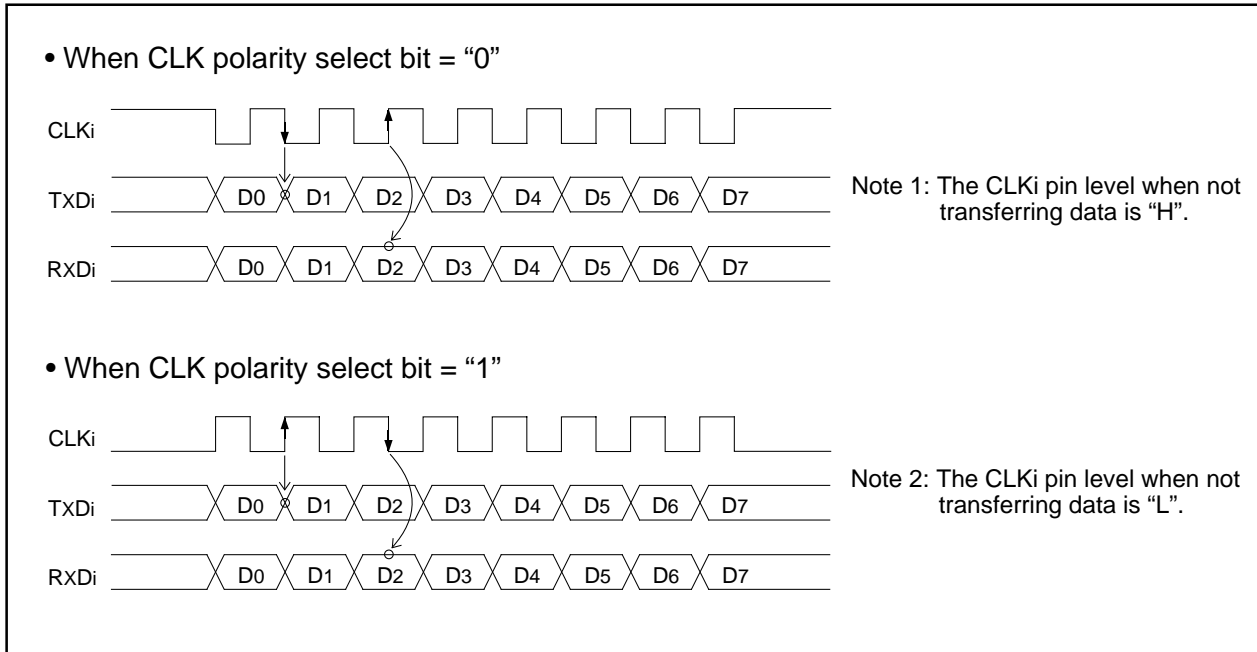 • When CLK polarity select bit = “0”
CLKi
TXDi
D0 D1 D2 D3 D4 D5 D6 D7
RXDi
D0 D1 D2 D3 D4 D5 D6 D7
Note 1: The CLKi pin level when not
transferring data is “H”.
• When CLK polarity select bit = “1”
CLKi
TXDi
D0 D1 D2 D3 D4 D5 D6 D7
RXDi
D0 D1 D2 D3 D4 D5 D6 D7
Note 2: The CLKi pin level when not
transferring data is “L”.